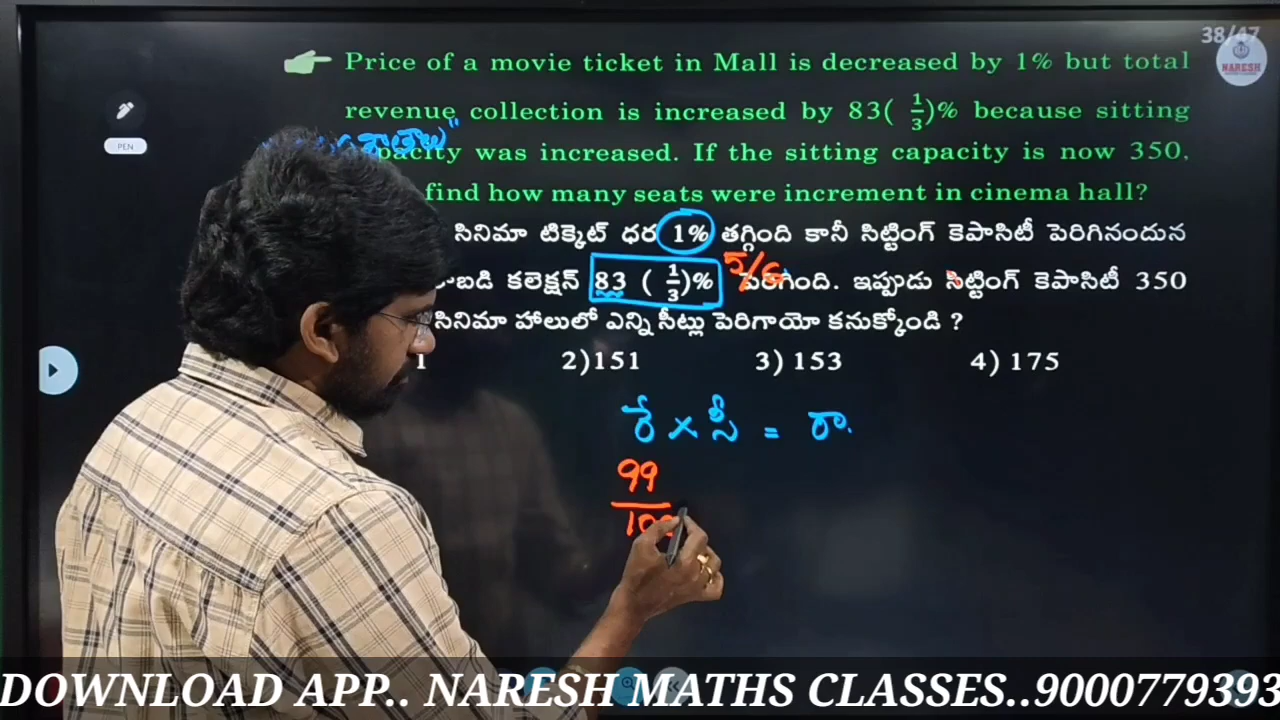 38/47
NARESH
Price of a movie ticket in Mall is decreased by 1% but total
revenue collection is increased by 83( 1/3 )% because sitting
శాతాలు"
pacity was increased. If the sitting capacity is now 350,
PEN
find how many seats were increment in cinema hall?
సినిమా టిక్కెట్ ధర 1% తగ్గింది కానీ సిట్టింగ్ కెపాసిటీ పెరిగినందున
బడి కలెక్షన్ 83 ( 1/3 )% పెరిగింది. ఇప్పుడు సిట్టింగ్ కెపాసిటీ 350
5/6
సినిమా హాలులో ఎన్ని సీట్లు పెరిగాయో కనుక్కోండి ?
1 2)151 3) 153 4) 175
రే × సీ = రా.
99
100
DOWNLOAD APP.. NARESH MATHS CLASSES..9000779393